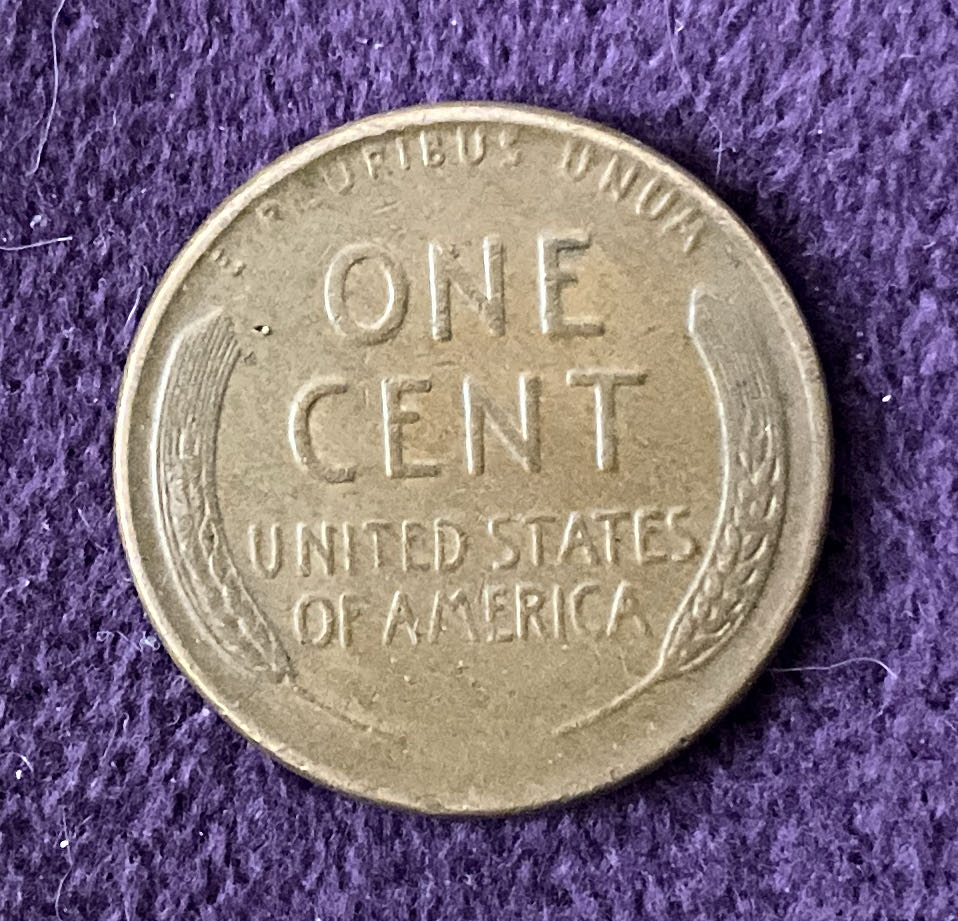 E PLURIBUS UNUM
ONE
CENT
UNITED STATES
OF AMERICA